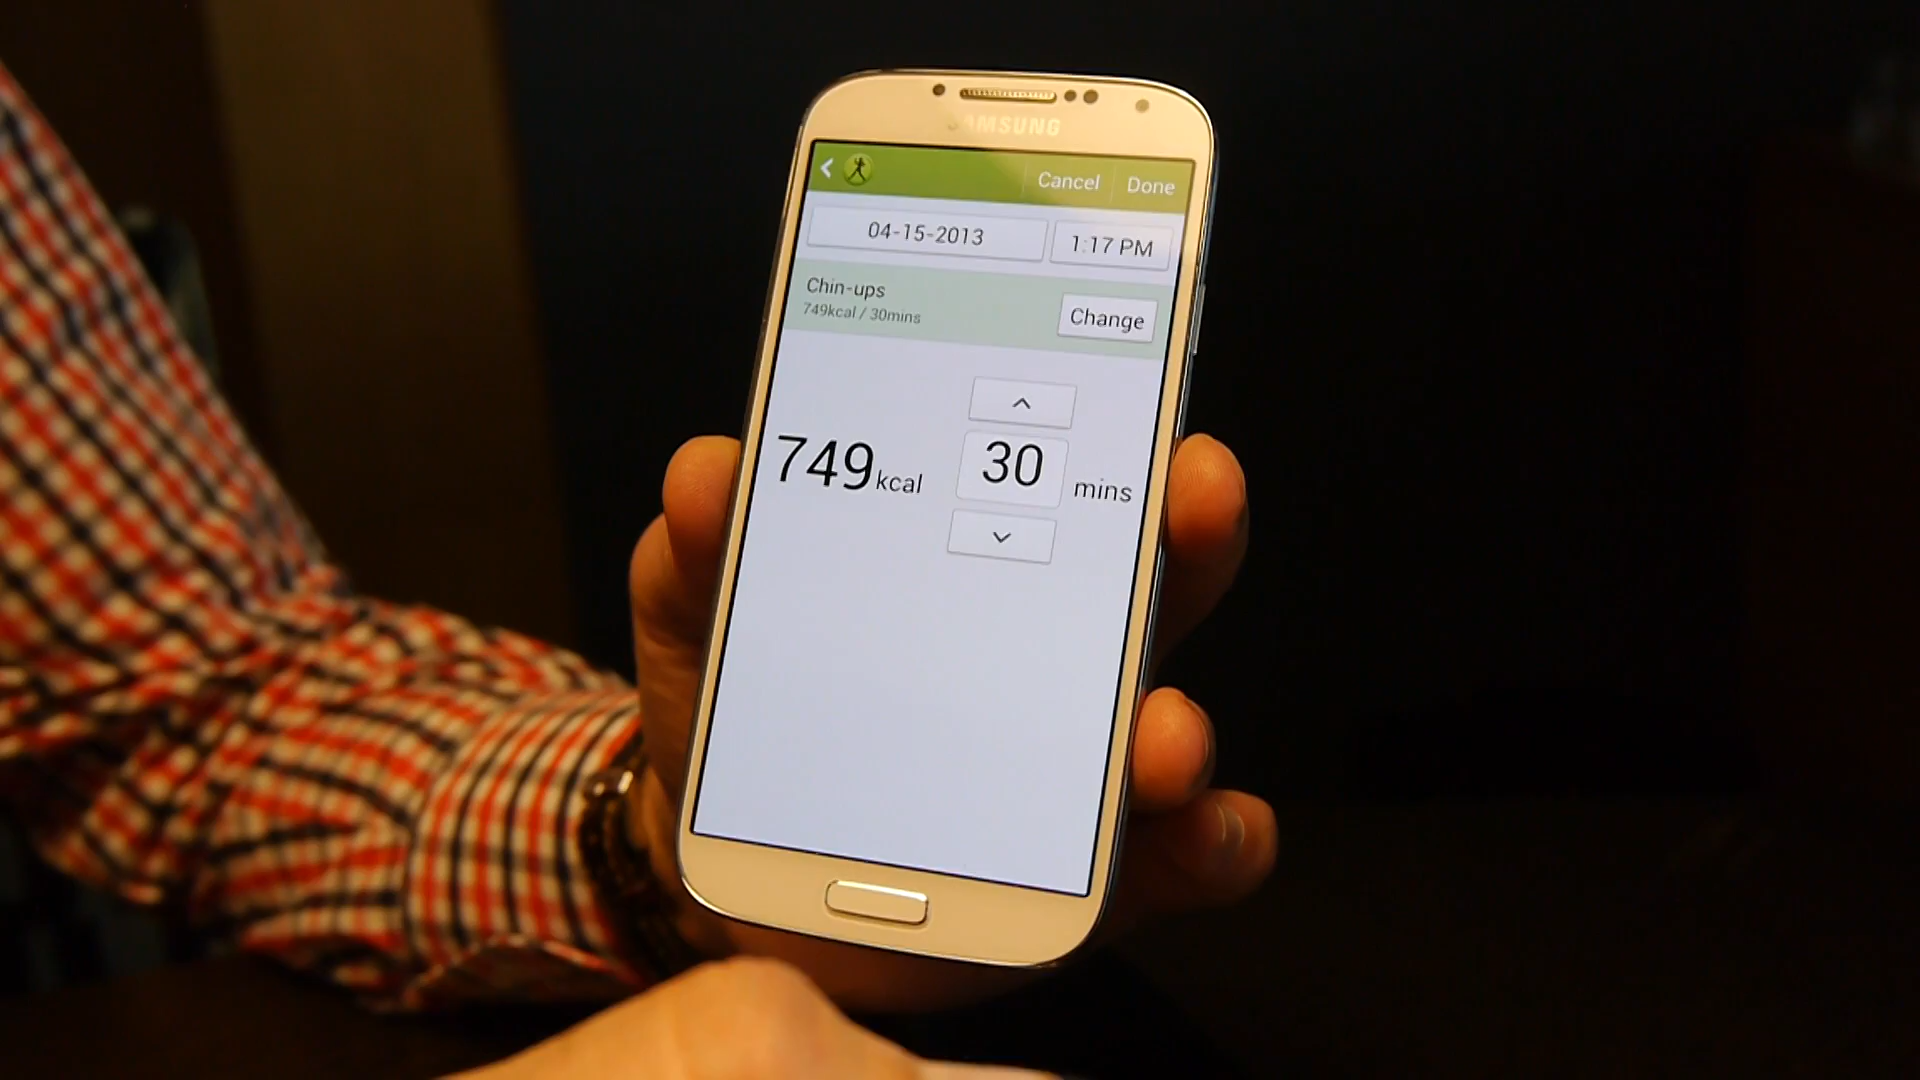 SAMSUNG
Cancel Done
04-15-2013 1:17 PM
Chin-ups
749kcal / 30mins
Change
749kcal 30 mins